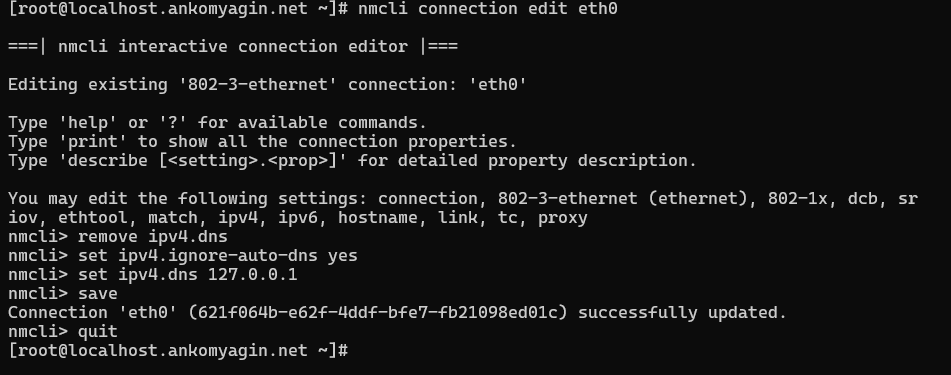 [root@localhost.ankomyagin.net ~]# nmcli connection edit eth0
===| nmcli interactive connection editor |===
Editing existing '802-3-ethernet' connection: 'eth0'
Type 'help' or '?' for available commands.
Type 'print' to show all the connection properties.
Type 'describe [<setting>.<prop>]' for detailed property description.
You may edit the following settings: connection, 802-3-ethernet (ethernet), 802-1x, dcb, sr
iov, ethtool, match, ipv4, ipv6, hostname, link, tc, proxy
nmcli> remove ipv4.dns
nmcli> set ipv4.ignore-auto-dns yes
nmcli> set ipv4.dns 127.0.0.1
nmcli> save
Connection 'eth0' (621f064b-e62f-4ddf-bfe7-fb21098ed01c) successfully updated.
nmcli> quit
[root@localhost.ankomyagin.net ~]#